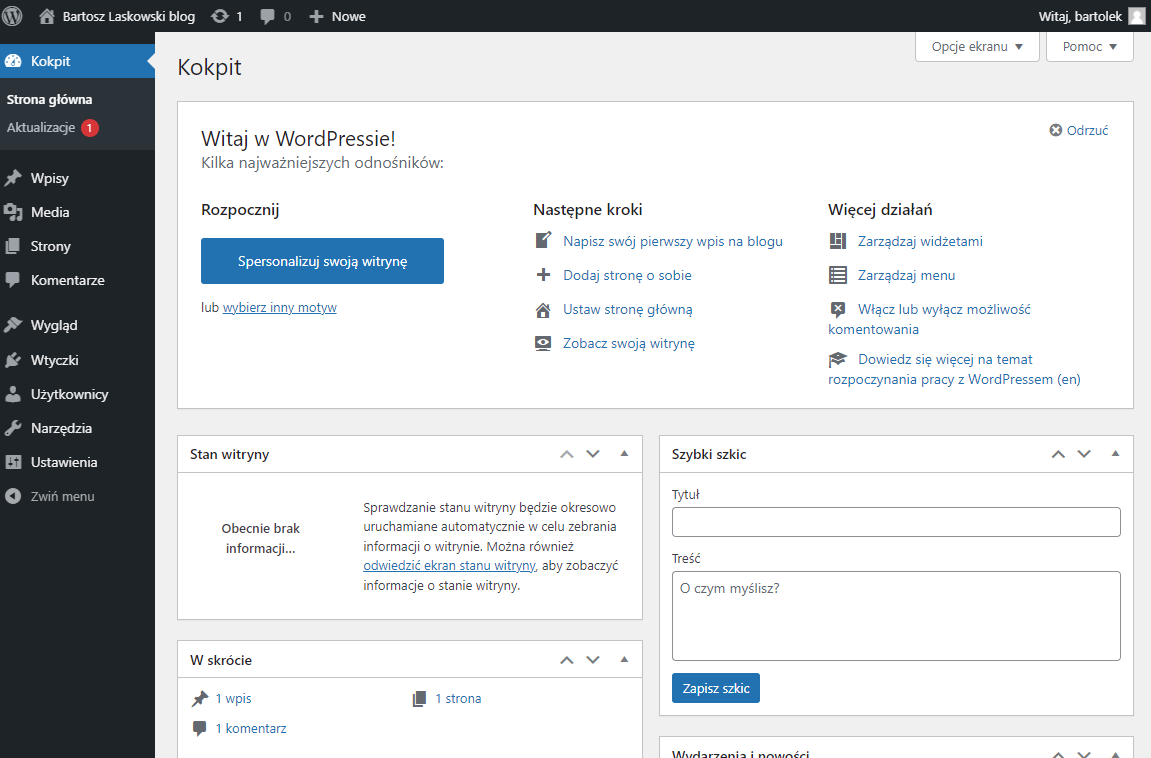 Bartosz Laskowski blog 1 0 Nowe Witaj, bartolek
Kokpit
Strona główna
Aktualizacje 1
Wpisy
Media
Strony
Komentarze
Wygląd
Wtyczki
Użytkownicy
Narzędzia
Ustawienia
Zwiń menu
Opcje ekranu Pomoc
Kokpit
Witaj w WordPressie!
Kilka najważniejszych odnośników:
Odrzuć
Rozpocznij
Spersonalizuj swoją witrynę
lub wybierz inny motyw
Następne kroki
Napisz swój pierwszy wpis na blogu
Dodaj stronę o sobie
Ustaw stronę główną
Zobacz swoją witrynę
Więcej działań
Zarządzaj widżetami
Zarządzaj menu
Włącz lub wyłącz możliwość
komentowania
Dowiedz się więcej na temat
rozpoczynania pracy z WordPressem (en)
Stan witryny
Obecnie brak
informacji...
Sprawdzanie stanu witryny będzie okresowo
uruchamiane automatycznie w celu zebrania
informacji o witrynie. Można również
odwiedzić ekran stanu witryny, aby zobaczyć
informacje o stanie witryny.
W skrócie
1 wpis 1 strona
1 komentarz
Szybki szkic
Tytuł
Treść
O czym myślisz?
Zapisz szkic
Wydarzenia i nowości